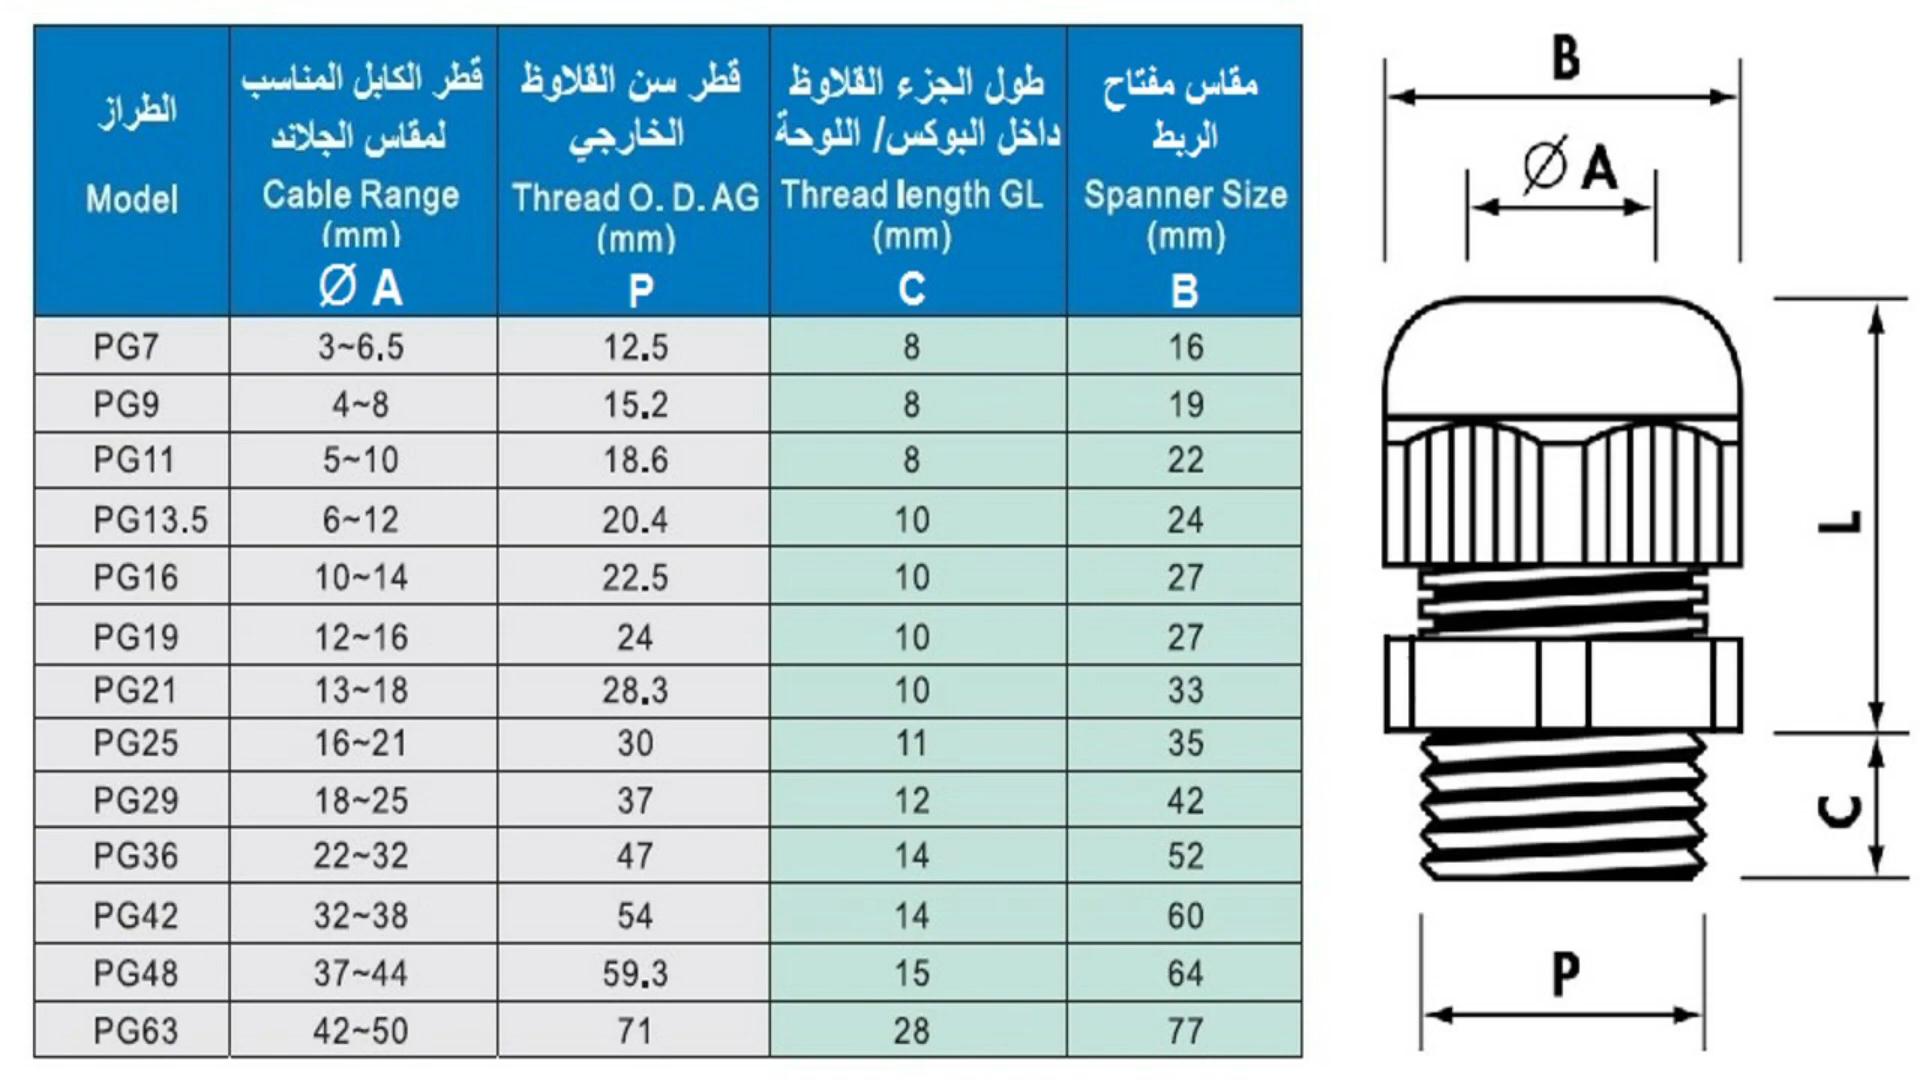 الطراز
Model
قطر الكابل المناسب
لمقاس الجلاند
Cable Range
(mm)
Ø A
قطر سن القلاوظ
الخارجي
Thread O. D. AG
(mm)
P
طول الجزء القلاوظ
داخل البوكس/ اللوحة
Thread length GL
(mm)
C
مقاس مفتاح
الربط
Spanner Size
(mm)
B
PG7 3~6.5 12.5 8 16
PG9 4~8 15.2 8 19
PG11 5~10 18.6 8 22
PG13.5 6~12 20.4 10 24
PG16 10~14 22.5 10 27
PG19 12~16 24 10 27
PG21 13~18 28.3 10 33
PG25 16~21 30 11 35
PG29 18~25 37 12 42
PG36 22~32 47 14 52
PG42 32~38 54 14 60
PG48 37~44 59.3 15 64
PG63 42~50 71 28 77
B
Ø A
L
C
P